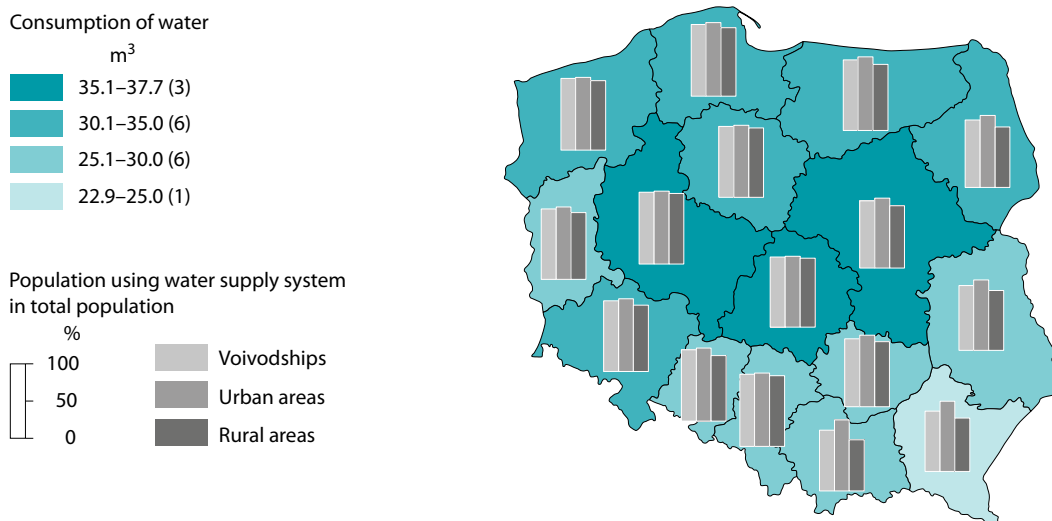 Consumption of water
m³
35.1–37.7 (3)
30.1–35.0 (6)
25.1–30.0 (6)
22.9–25.0 (1)
Population using water supply system
in total population
%
100
50
0
Voivodships
Urban areas
Rural areas